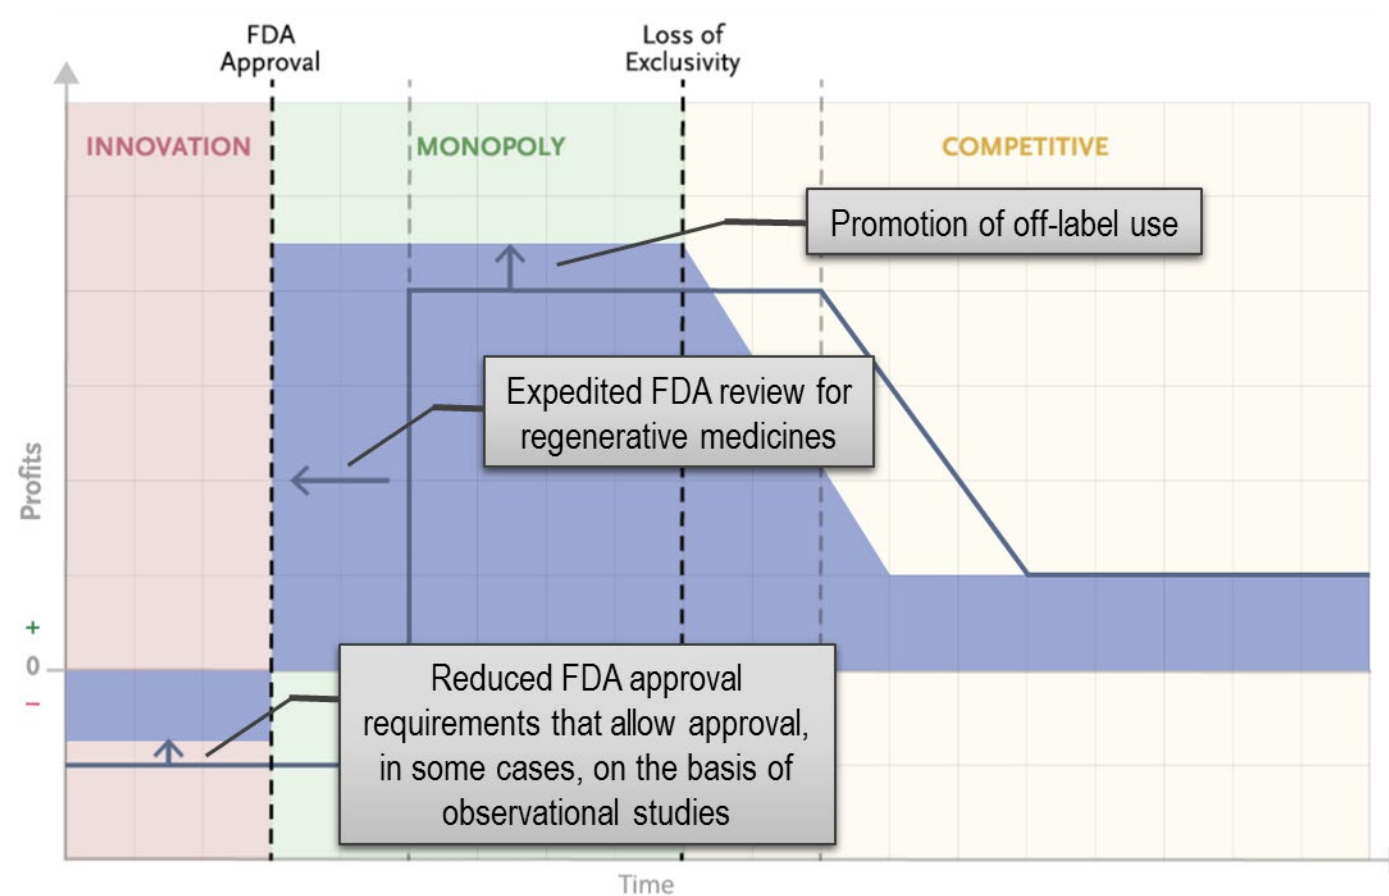 FDA
Approval
Loss of
Exclusivity
INNOVATION
MONOPOLY
COMPETITIVE
Promotion of off-label use
Expedited FDA review for
regenerative medicines
Profits
+
0
–
Reduced FDA approval
requirements that allow approval,
in some cases, on the basis of
observational studies
Time